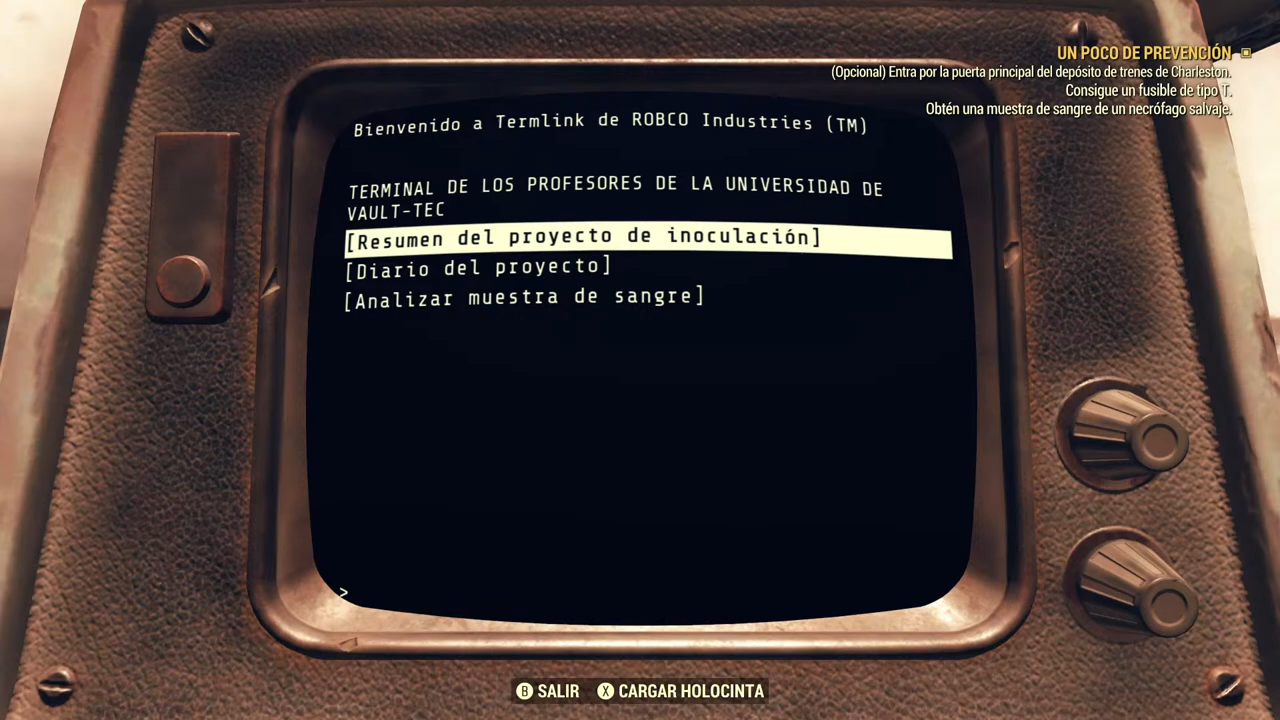 UN POCO DE PREVENCIÓN
(Opcional) Entra por la puerta principal del depósito de trenes de Charleston.
Consigue un fusible de tipo T.
Obtén una muestra de sangre de un necrófago salvaje.
Bienvenido a Termlink de ROBCO Industries (TM)
TERMINAL DE LOS PROFESORES DE LA UNIVERSIDAD DE
VAULT-TEC
[Resumen del proyecto de inoculación]
[Diario del proyecto]
[Analizar muestra de sangre]
>
B SALIR X CARGAR HOLOCINTA